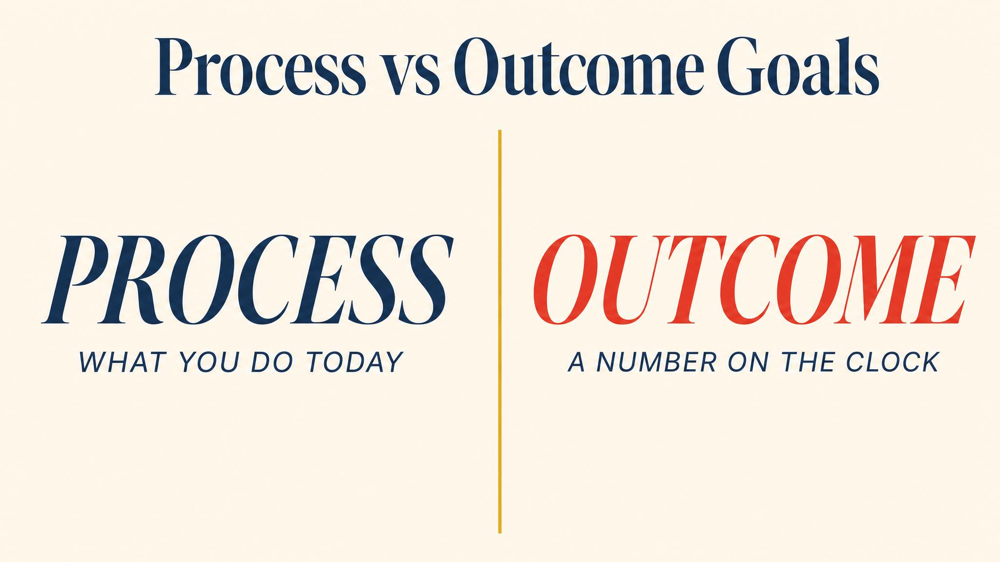 Process vs Outcome Goals
PROCESS
WHAT YOU DO TODAY
OUTCOME
A NUMBER ON THE CLOCK